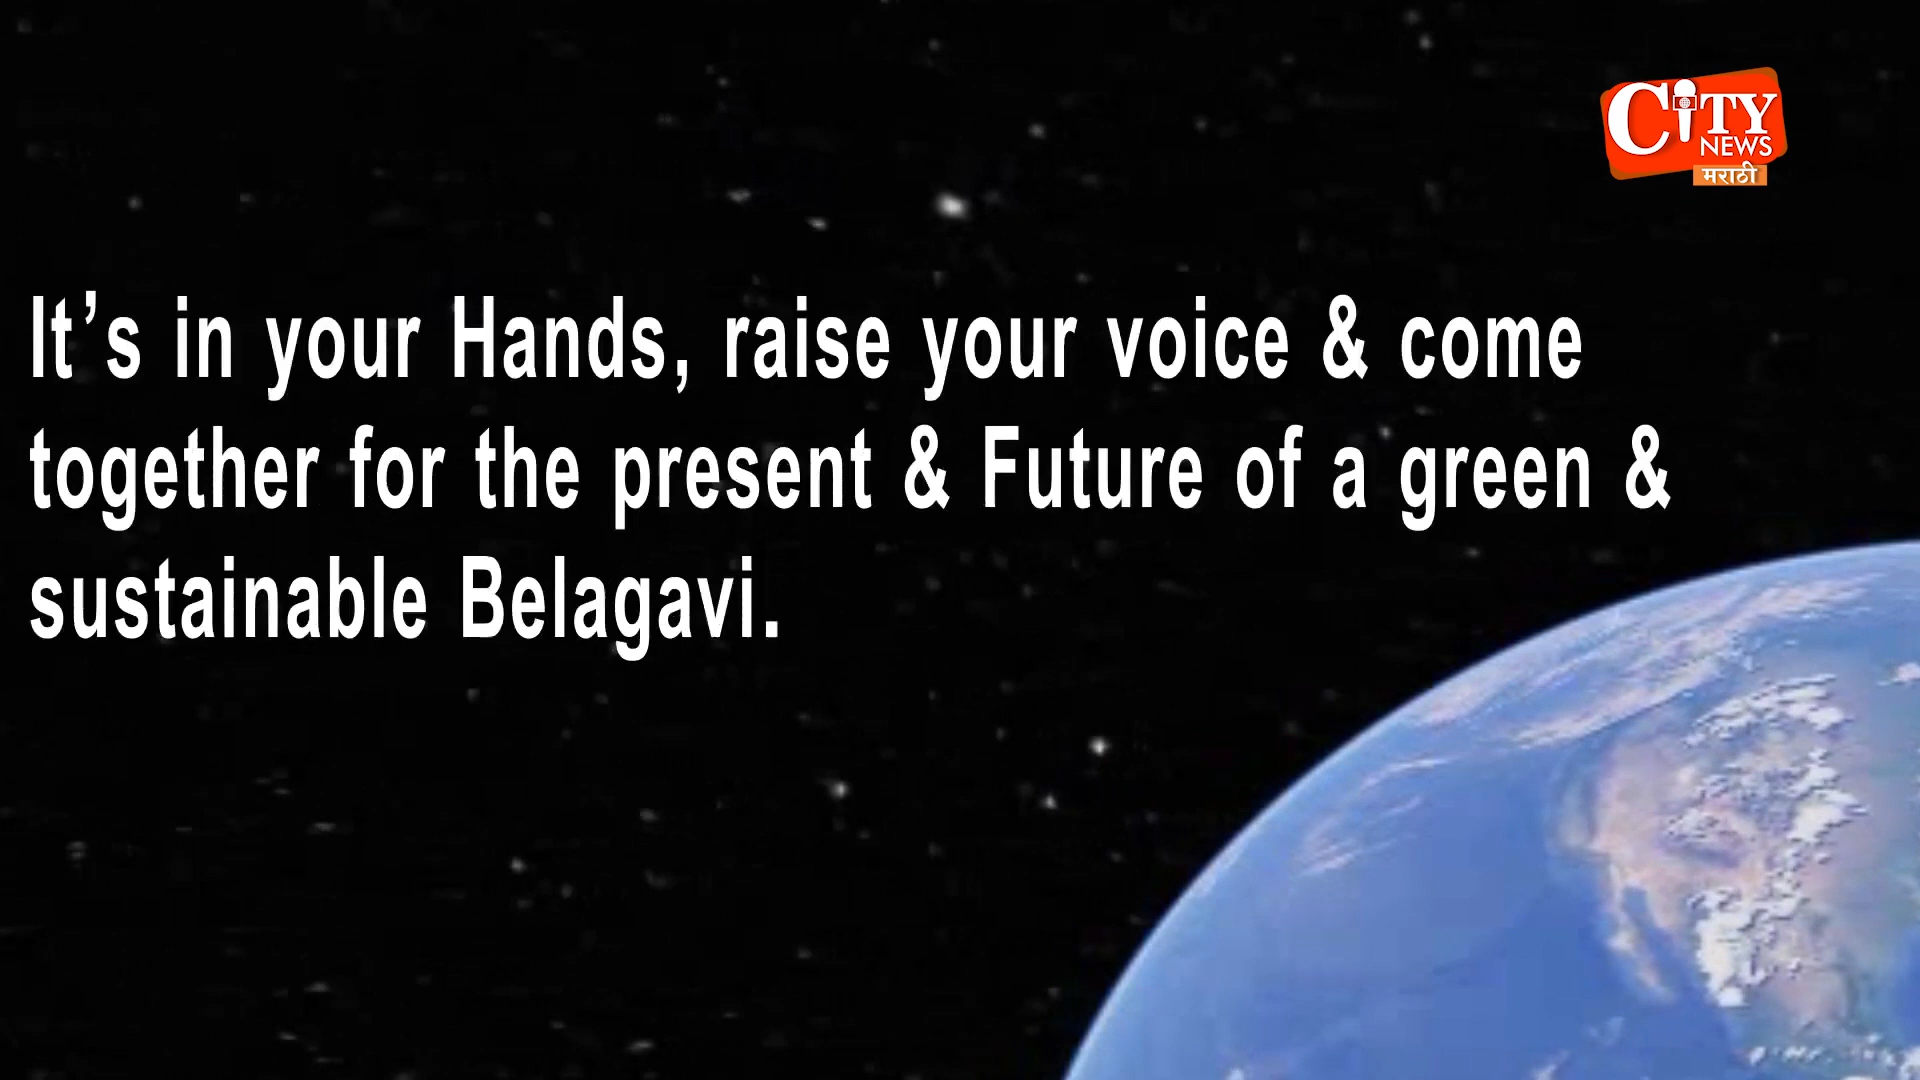 CiTY
NEWS
मराठी
It’s in your Hands, raise your voice & come
together for the present & Future of a green &
sustainable Belagavi.